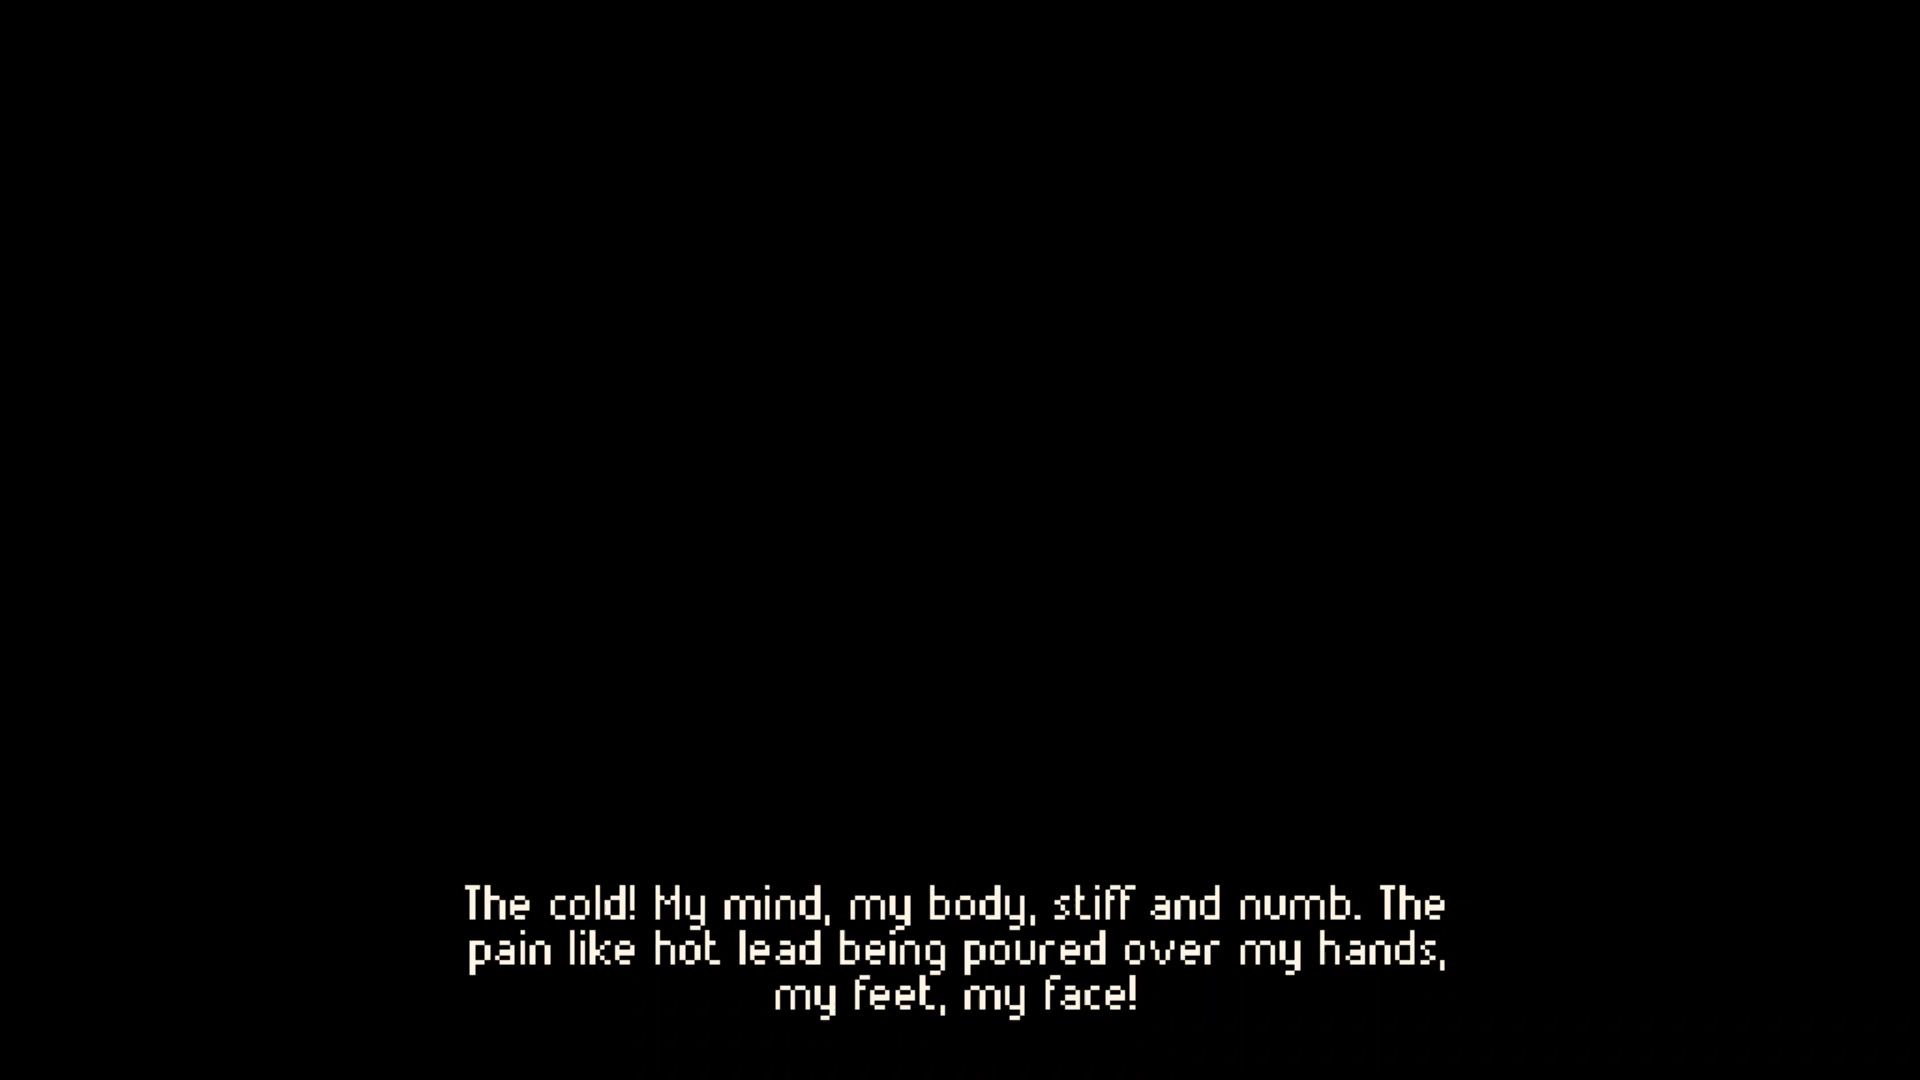 The cold! My mind, my body, stiff and numb. The
pain like hot lead being poured over my hands,
my feet, my face!